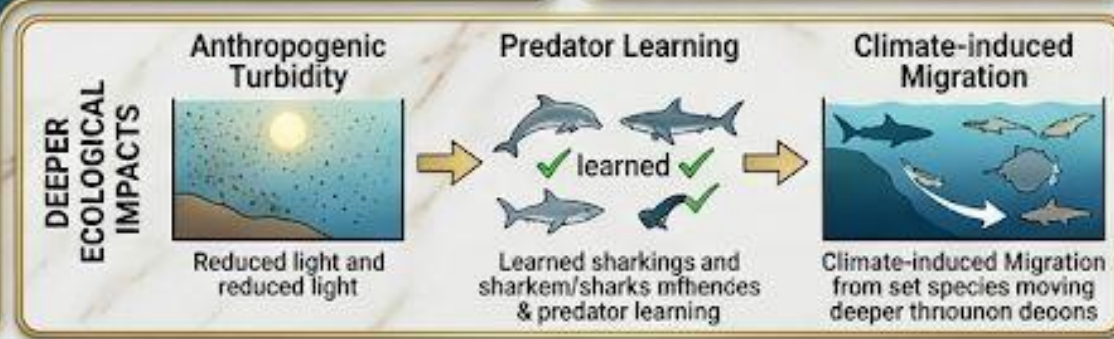 DEEPER
ECOLOGICAL
IMPACTS
Anthropogenic
Turbidity
Reduced light and
reduced light
Predator Learning
learned
Learned sharkings and
sharkem/sharks mfhendes
& predator learning
Climate-induced
Migration
Climate-induced Migration
from set species moving
deeper thriounon deoons